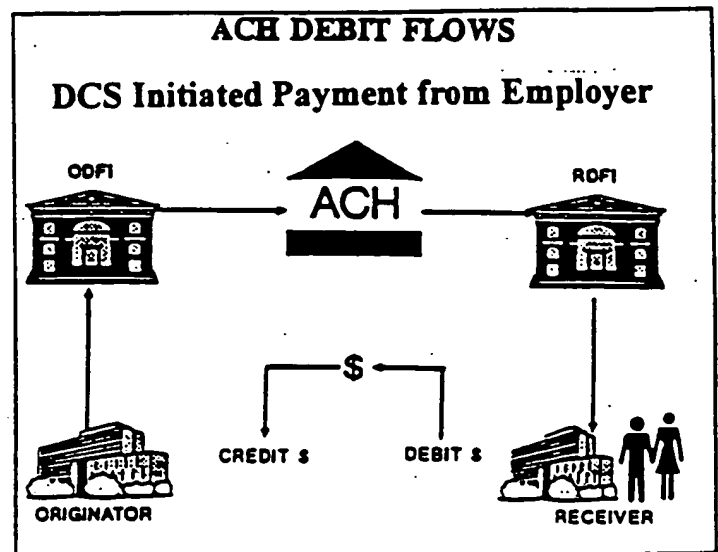 ACH DEBIT FLOWS
DCS Initiated Payment from Employer
ODFI
RDFI
ACH
$
CREDIT $
DEBIT $
ORIGINATOR
RECEIVER